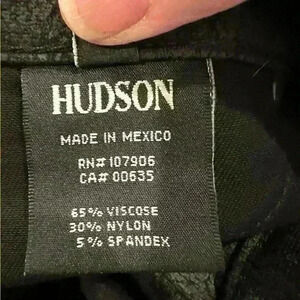 HUDSON
MADE IN MEXICO
RN# 107906
CA# 00635
65% VISCOSE
30% NYLON
5% SPANDEX